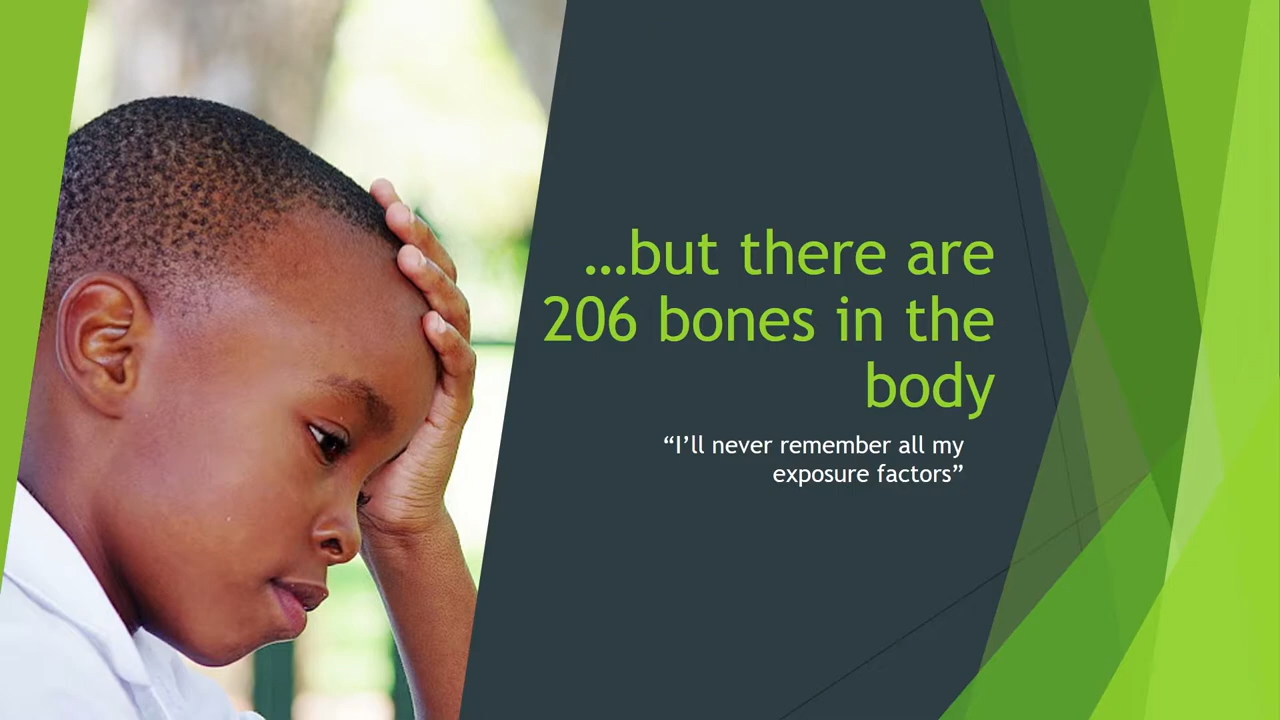 …but there are
206 bones in the
body
“I’ll never remember all my
exposure factors”